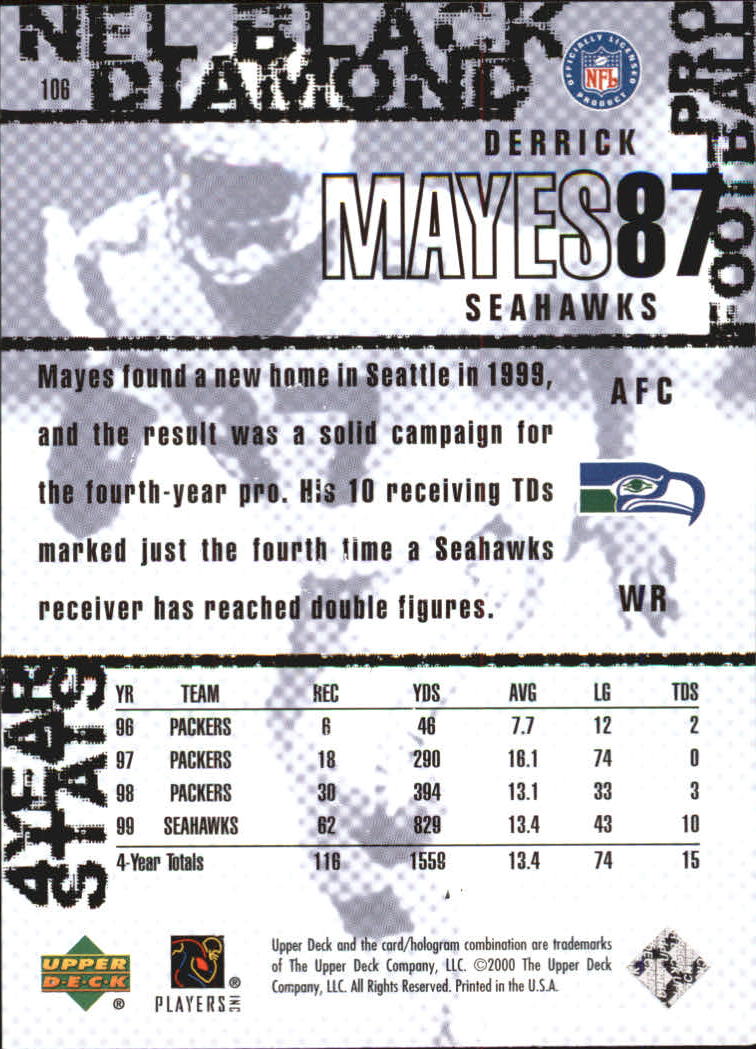 NFL BLACK
DIAMOND
106
OFFICIALLY LICENSED
NFL
PRODUCT
PRO
FOOTBALL
DERRICK
MAYES 87
SEAHAWKS
Mayes found a new home in Seattle in 1999,
and the result was a solid campaign for
the fourth-year pro. His 10 receiving TDs
marked just the fourth time a Seahawks
receiver has reached double figures.
AFC
WR
4 YEAR
STATS
YR TEAM REC YDS AVG LG TDS
96 PACKERS 6 46 7.7 12 2
97 PACKERS 18 290 16.1 74 0
98 PACKERS 30 394 13.1 33 3
99 SEAHAWKS 62 829 13.4 43 10
4-Year Totals 116 1559 13.4 74 15
UPPER
DECK
®
®
PLAYERS INC
Upper Deck and the card/hologram combination are trademarks
of The Upper Deck Company, LLC. ©2000 The Upper Deck
Company, LLC. All Rights Reserved. Printed in the U.S.A.